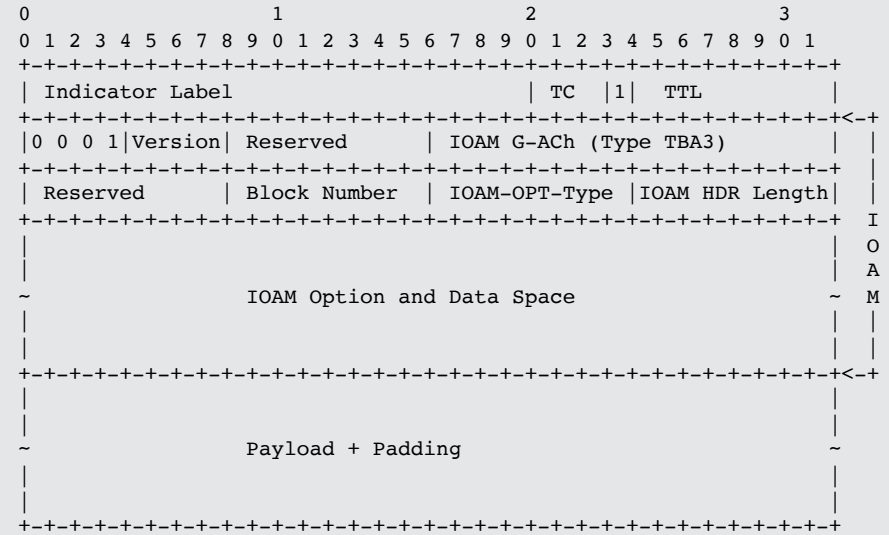 0                   1                   2                   3
0 1 2 3 4 5 6 7 8 9 0 1 2 3 4 5 6 7 8 9 0 1 2 3 4 5 6 7 8 9 0 1
+-+-+-+-+-+-+-+-+-+-+-+-+-+-+-+-+-+-+-+-+-+-+-+-+-+-+-+-+-+-+-+-+
| Indicator Label                       | TC  |1|  TTL          |
+-+-+-+-+-+-+-+-+-+-+-+-+-+-+-+-+-+-+-+-+-+-+-+-+-+-+-+-+-+-+-+-+<-+
|0 0 0 1|Version| Reserved      | IOAM G-ACh (Type TBA3)        |  |
+-+-+-+-+-+-+-+-+-+-+-+-+-+-+-+-+-+-+-+-+-+-+-+-+-+-+-+-+-+-+-+-+  |
| Reserved      | Block Number  | IOAM-OPT-Type |IOAM HDR Length|  |
+-+-+-+-+-+-+-+-+-+-+-+-+-+-+-+-+-+-+-+-+-+-+-+-+-+-+-+-+-+-+-+-+  I
|                                                               |  O
|                                                               |  A
~                 IOAM Option and Data Space                    ~  M
|                                                               |  |
|                                                               |  |
+-+-+-+-+-+-+-+-+-+-+-+-+-+-+-+-+-+-+-+-+-+-+-+-+-+-+-+-+-+-+-+-+<-+
|                                                               |
|                                                               |
~                 Payload + Padding                             ~
|                                                               |
|                                                               |
+-+-+-+-+-+-+-+-+-+-+-+-+-+-+-+-+-+-+-+-+-+-+-+-+-+-+-+-+-+-+-+-+